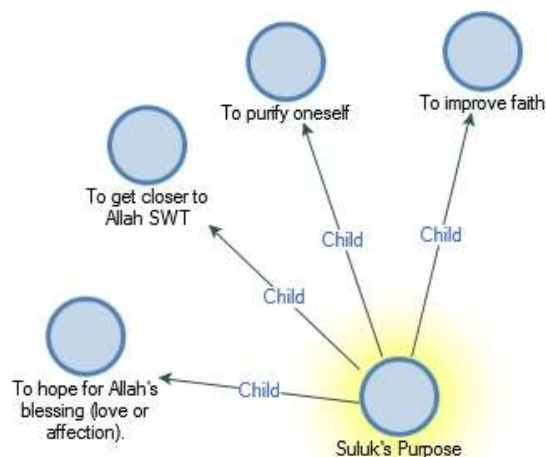 To improve faith
To purify oneself
To get closer to
Allah SWT
Child
Child
Child
To hope for Allah's
blessing (love or
affection).
Child
Suluk's Purpose